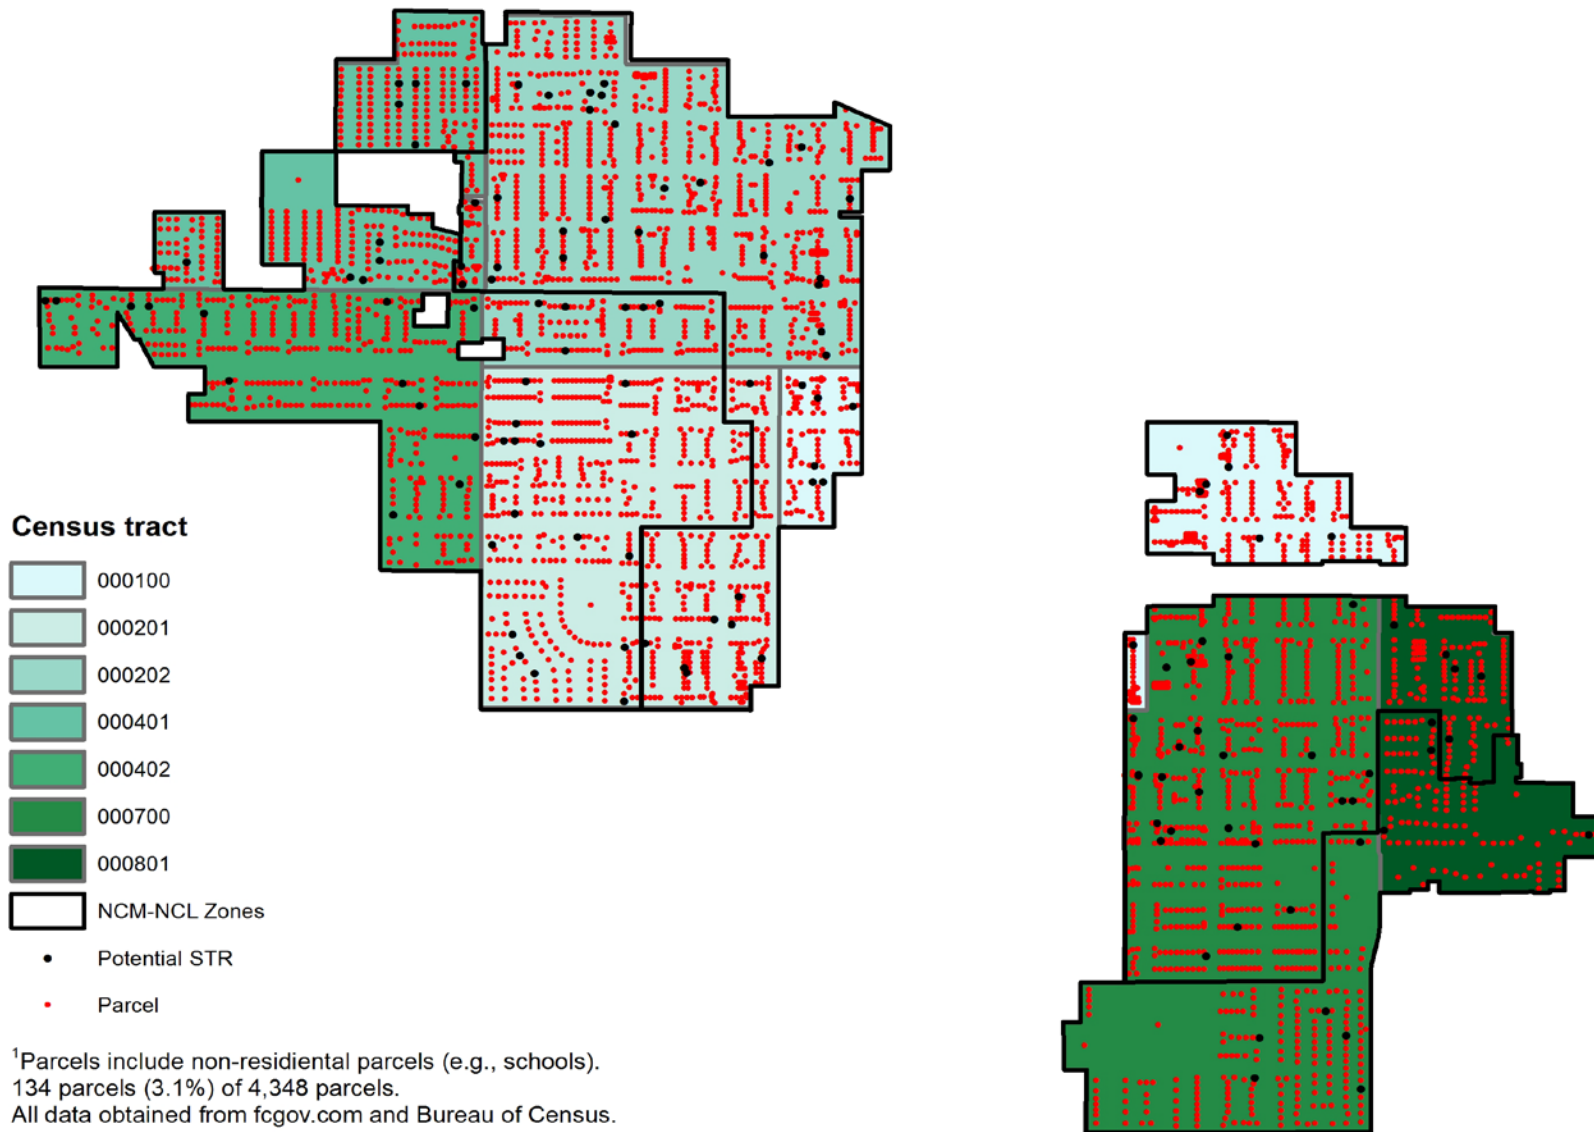 Census tract
000100
000201
000202
000401
000402
000700
000801
NCM-NCL Zones
Potential STR
Parcel
¹Parcels include non-residiental parcels (e.g., schools).
134 parcels (3.1%) of 4,348 parcels.
All data obtained from fcgov.com and Bureau of Census.